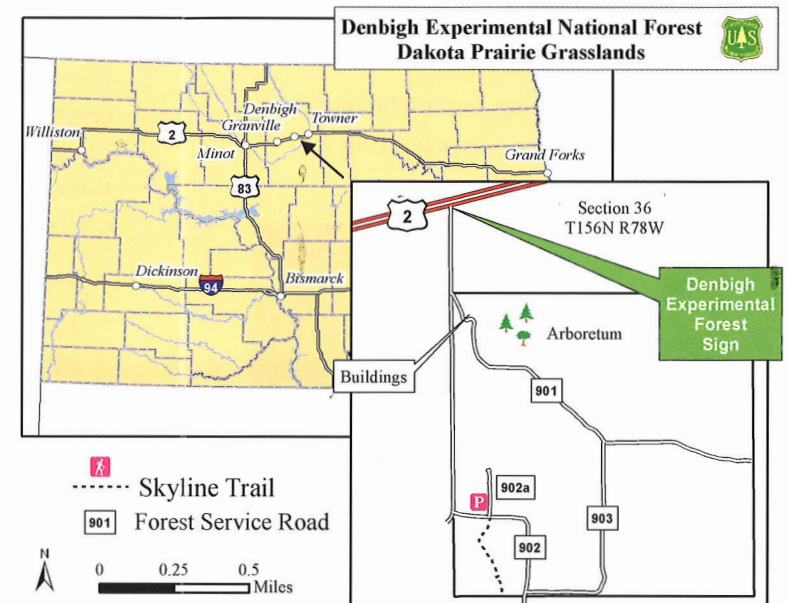 Denbigh Experimental National Forest
Dakota Prairie Grasslands
U S
Denbigh
Towner
Granville
Williston
2
Minot
Grand Forks
83
2
Section 36
T156N R78W
Dickinson
94
Bismarck
Denbigh
Experimental
Forest
Sign
Arboretum
Buildings
901
902a
P
903
902
Skyline Trail
901 Forest Service Road
N
0 0.25 0.5
Miles